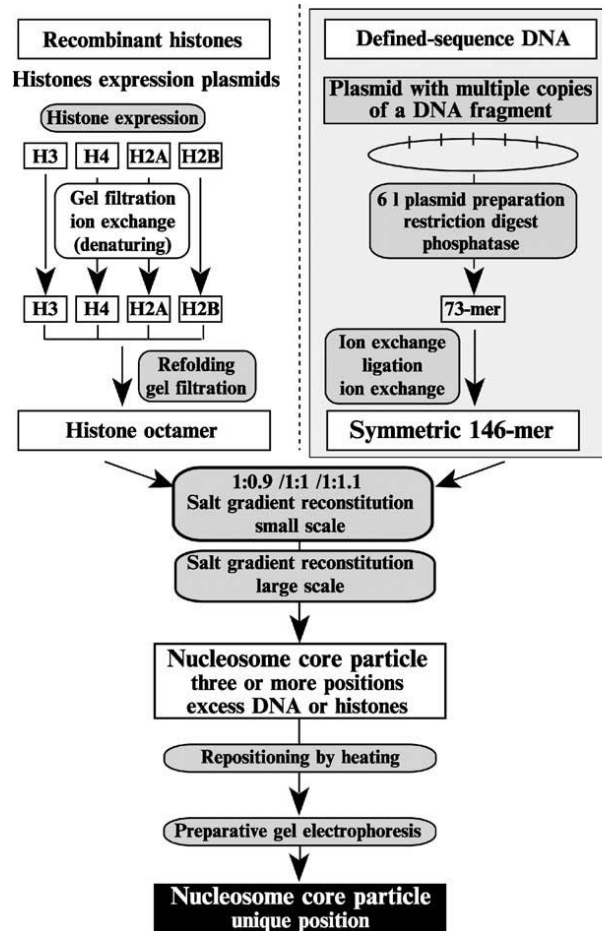 Recombinant histones
Histones expression plasmids
Histone expression
H3 H4 H2A H2B
Gel filtration
ion exchange
(denaturing)
H3 H4 H2A H2B
Refolding
gel filtration
Histone octamer
Defined-sequence DNA
Plasmid with multiple copies
of a DNA fragment
6 l plasmid preparation
restriction digest
phosphatase
73-mer
Ion exchange
ligation
ion exchange
Symmetric 146-mer
1:0.9 /1:1 /1:1.1
Salt gradient reconstitution
small scale
Salt gradient reconstitution
large scale
Nucleosome core particle
three or more positions
excess DNA or histones
Repositioning by heating
Preparative gel electrophoresis
Nucleosome core particle
unique position